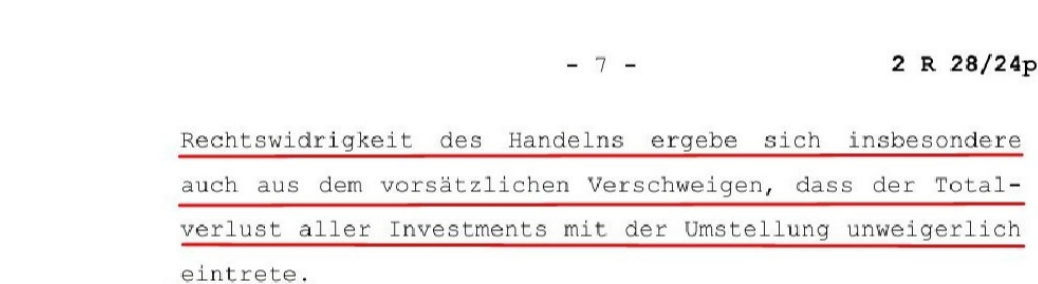 - 7 - 2 R 28/24p
Rechtswidrigkeit des Handelns ergebe sich insbesondere
auch aus dem vorsätzlichen Verschweigen, dass der Total-
verlust aller Investments mit der Umstellung unweigerlich
eintrete.